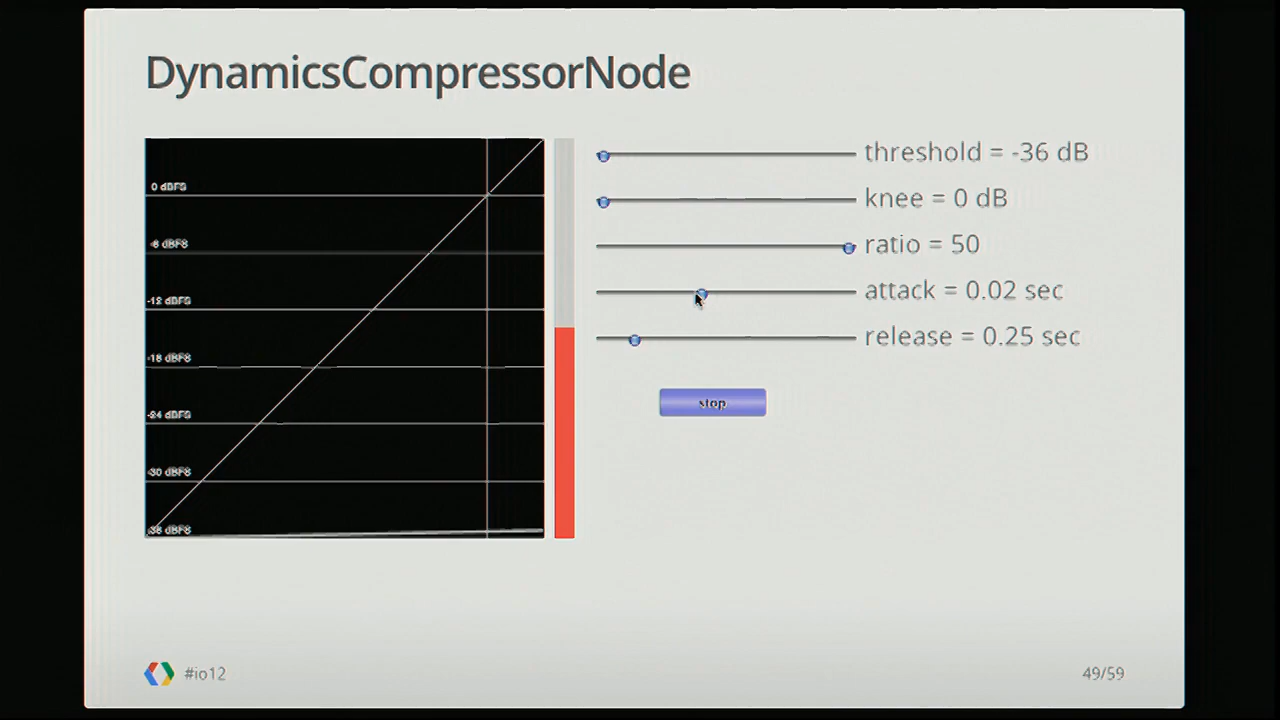 DynamicsCompressorNode
0 dBFS
-6 dBFS
-12 dBFS
-18 dBFS
-24 dBFS
-30 dBFS
-36 dBFS
threshold = -36 dB
knee = 0 dB
ratio = 50
attack = 0.02 sec
release = 0.25 sec
stop
#io12
49/59